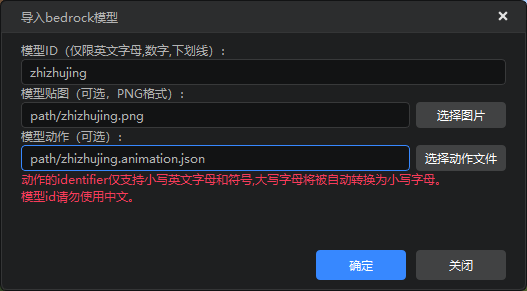 导入bedrock模型
模型ID（仅限英文字母,数字,下划线）:
zhizhujing
模型贴图（可选，PNG格式）:
path/zhizhujing.png
选择图片
模型动作（可选）:
path/zhizhujing.animation.json
选择动作文件
动作的identifier仅支持小写英文字母和符号,大写字母将被自动转换为小写字母。
模型id请勿使用中文。
确定
关闭